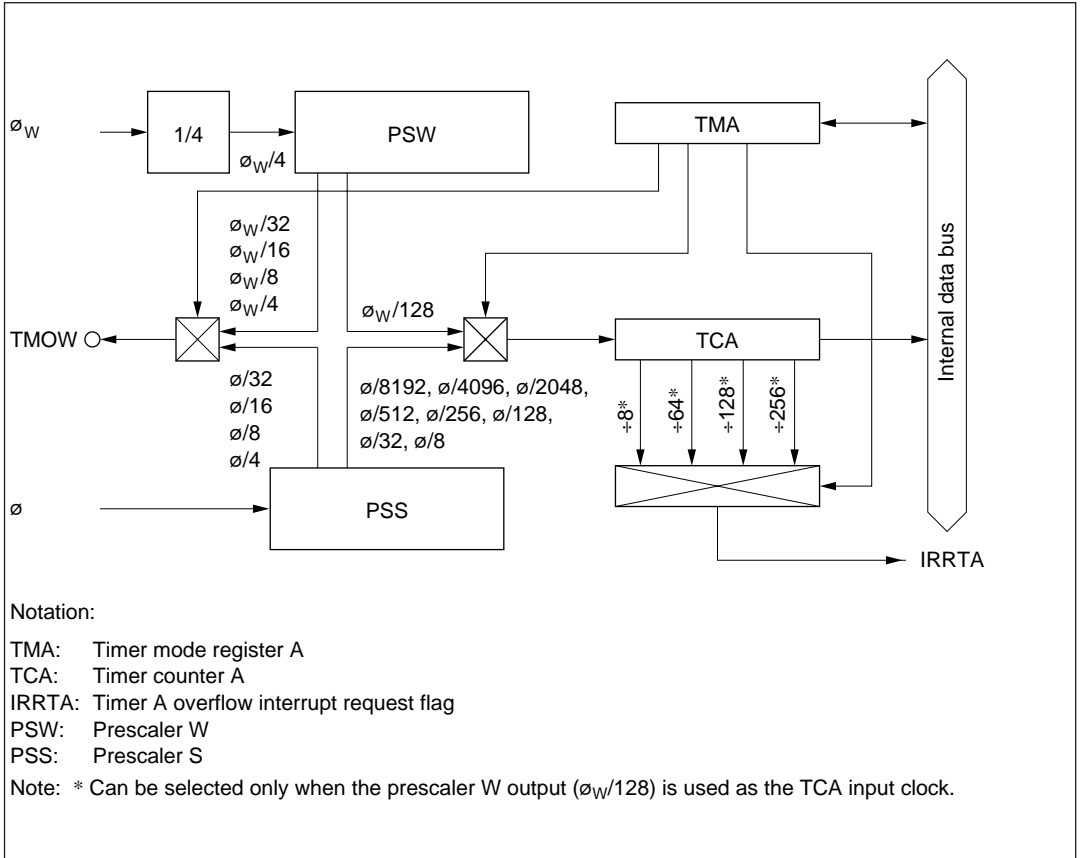 øW
1/4
øW/4
PSW
TMA
Internal data bus
øW/32
øW/16
øW/8
øW/4
øW/128
TMOW
TCA
ø/32
ø/16
ø/8
ø/4
ø/8192, ø/4096, ø/2048,
ø/512, ø/256, ø/128,
ø/32, ø/8
÷8*
÷64*
÷128*
÷256*
ø
PSS
IRRTA
Notation:
TMA: Timer mode register A
TCA: Timer counter A
IRRTA: Timer A overflow interrupt request flag
PSW: Prescaler W
PSS: Prescaler S
Note: * Can be selected only when the prescaler W output (øW/128) is used as the TCA input clock.